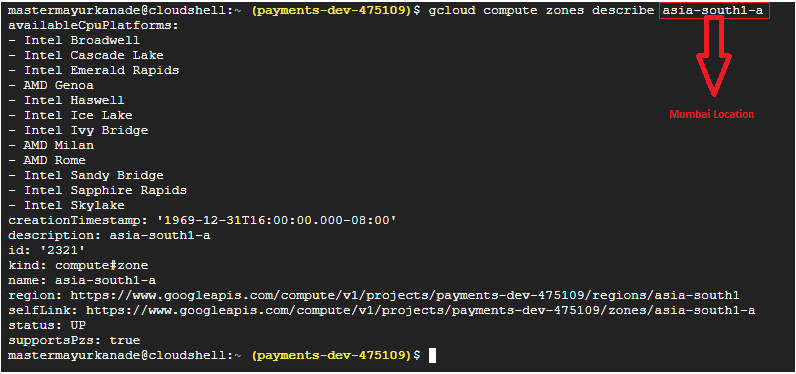 mastermayurkanade@cloudshell:~ (payments-dev-475109)$ gcloud compute zones describe asia-south1-a
availableCpuPlatforms:
- Intel Broadwell
- Intel Cascade Lake
- Intel Emerald Rapids
- AMD Genoa
- Intel Haswell
- Intel Ice Lake
- Intel Ivy Bridge
- AMD Milan
- AMD Rome
- Intel Sandy Bridge
- Intel Sapphire Rapids
- Intel Skylake
creationTimestamp: '1969-12-31T16:00:00.000-08:00'
description: asia-south1-a
id: '2321'
kind: compute#zone
name: asia-south1-a
region: https://www.googleapis.com/compute/v1/projects/payments-dev-475109/regions/asia-south1
selfLink: https://www.googleapis.com/compute/v1/projects/payments-dev-475109/zones/asia-south1-a
status: UP
supportsPzs: true
mastermayurkanade@cloudshell:~ (payments-dev-475109)$
Mumbai Location